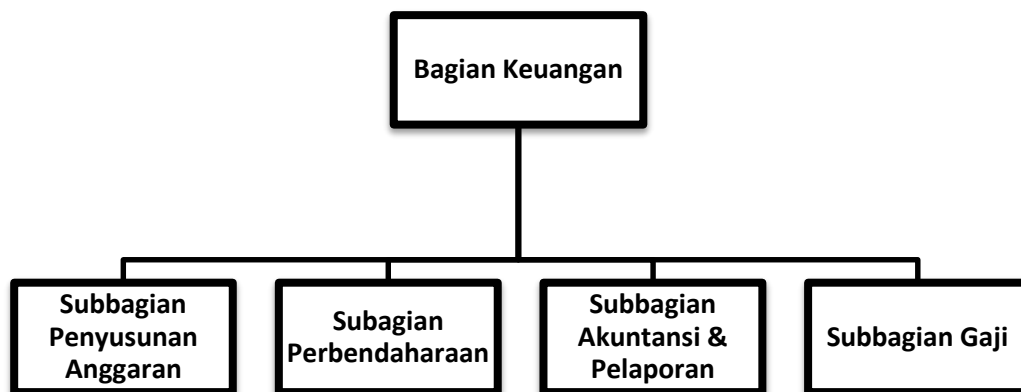 Bagian Keuangan
Subbagian
Penyusunan
Anggaran
Subagian
Perbendaharaan
Subbagian
Akuntansi &
Pelaporan
Subbagian Gaji